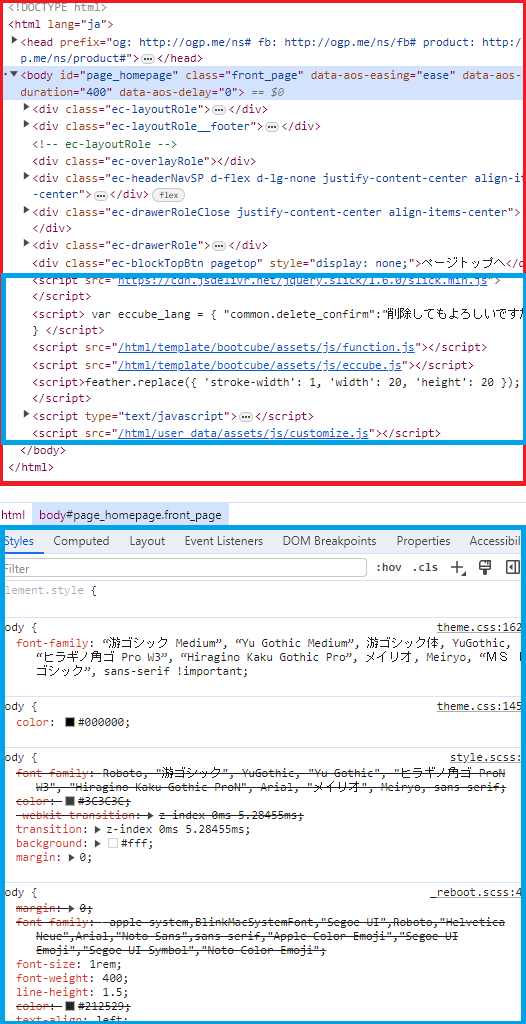 <!DOCTYPE html>
<html lang="ja">
<head prefix="og: http://ogp.me/ns# fb: http://ogp.me/ns/fb# product: http:/
p.me/ns/product#"> … </head>
<body id="page_homepage" class="front_page" data-aos-easing="ease" data-aos-
duration="400" data-aos-delay="0"> == $0
<div class="ec-layoutRole"> … </div>
<div class="ec-layoutRole__footer"> … </div>
<!-- ec-layoutRole -->
<div class="ec-overlayRole"></div>
<div class="ec-headerNavSP d-flex d-lg-none justify-content-center align-ite
-center"> … </div> flex
<div class="ec-drawerRoleClose justify-content-center align-items-center">
</div>
<div class="ec-drawerRole"> … </div>
<div class="ec-blockTopBtn pagetop" style="display: none;">ページトップへ</d
<script src="https://cdn.jsdelivr.net/jquery.slick/1.6.0/slick.min.js">
</script>
<script> var eccube_lang = { "common.delete_confirm":"削除してもよろしいですか
} </script>
<script src="/html/template/bootcube/assets/js/function.js"></script>
<script src="/html/template/bootcube/assets/js/eccube.js"></script>
<script>feather.replace({ 'stroke-width': 1, 'width': 20, 'height': 20 });
</script>
<script type="text/javascript"> … </script>
<script src="/html/user_data/assets/js/customize.js"></script>
</body>
</html>
html body#page_homepage.front_page
Styles Computed Layout Event Listeners DOM Breakpoints Properties Accessibil
Filter :hov .cls
lement.style {
ody { theme.css:162
font-family: "游ゴシック Medium", "Yu Gothic Medium", 游ゴシック体, YuGothic,
"ヒラギノ角ゴ Pro W3", "Hiragino Kaku Gothic Pro", メイリオ, Meiryo, "ＭＳ
ゴシック", sans-serif !important;
ody { theme.css:145
color: #000000;
ody { style.scss:
font-family: Roboto, "游ゴシック", YuGothic, "Yu Gothic", "ヒラギノ角ゴ ProN
W3", "Hiragino Kaku Gothic ProN", Arial, "メイリオ", Meiryo, sans-serif;
color: #3C3C3C;
-webkit-transition: z-index 0ms 5.28455ms;
transition: z-index 0ms 5.28455ms;
background: #fff;
margin: 0;
ody { _reboot.scss:4
margin: 0;
font-family: -apple-system,BlinkMacSystemFont,"Segoe UI",Roboto,"Helvetica
Neue",Arial,"Noto Sans",sans-serif,"Apple Color Emoji","Segoe UI
Emoji","Segoe UI Symbol","Noto Color Emoji";
font-size: 1rem;
font-weight: 400;
line-height: 1.5;
color: #212529;
text-align: left;